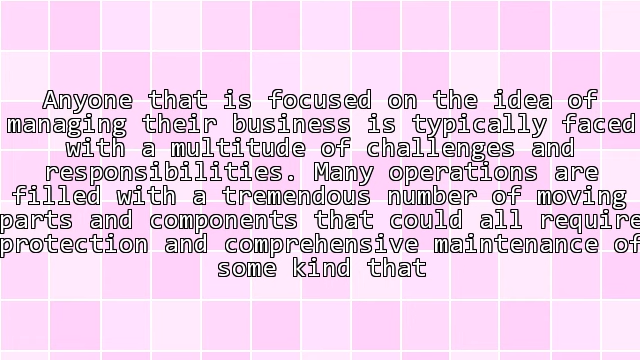 Anyone that is focused on the idea of
managing their business is typically faced
with a multitude of challenges and
responsibilities. Many operations are
filled with a tremendous number of moving
parts and components that could all require
protection and comprehensive maintenance of
some kind that